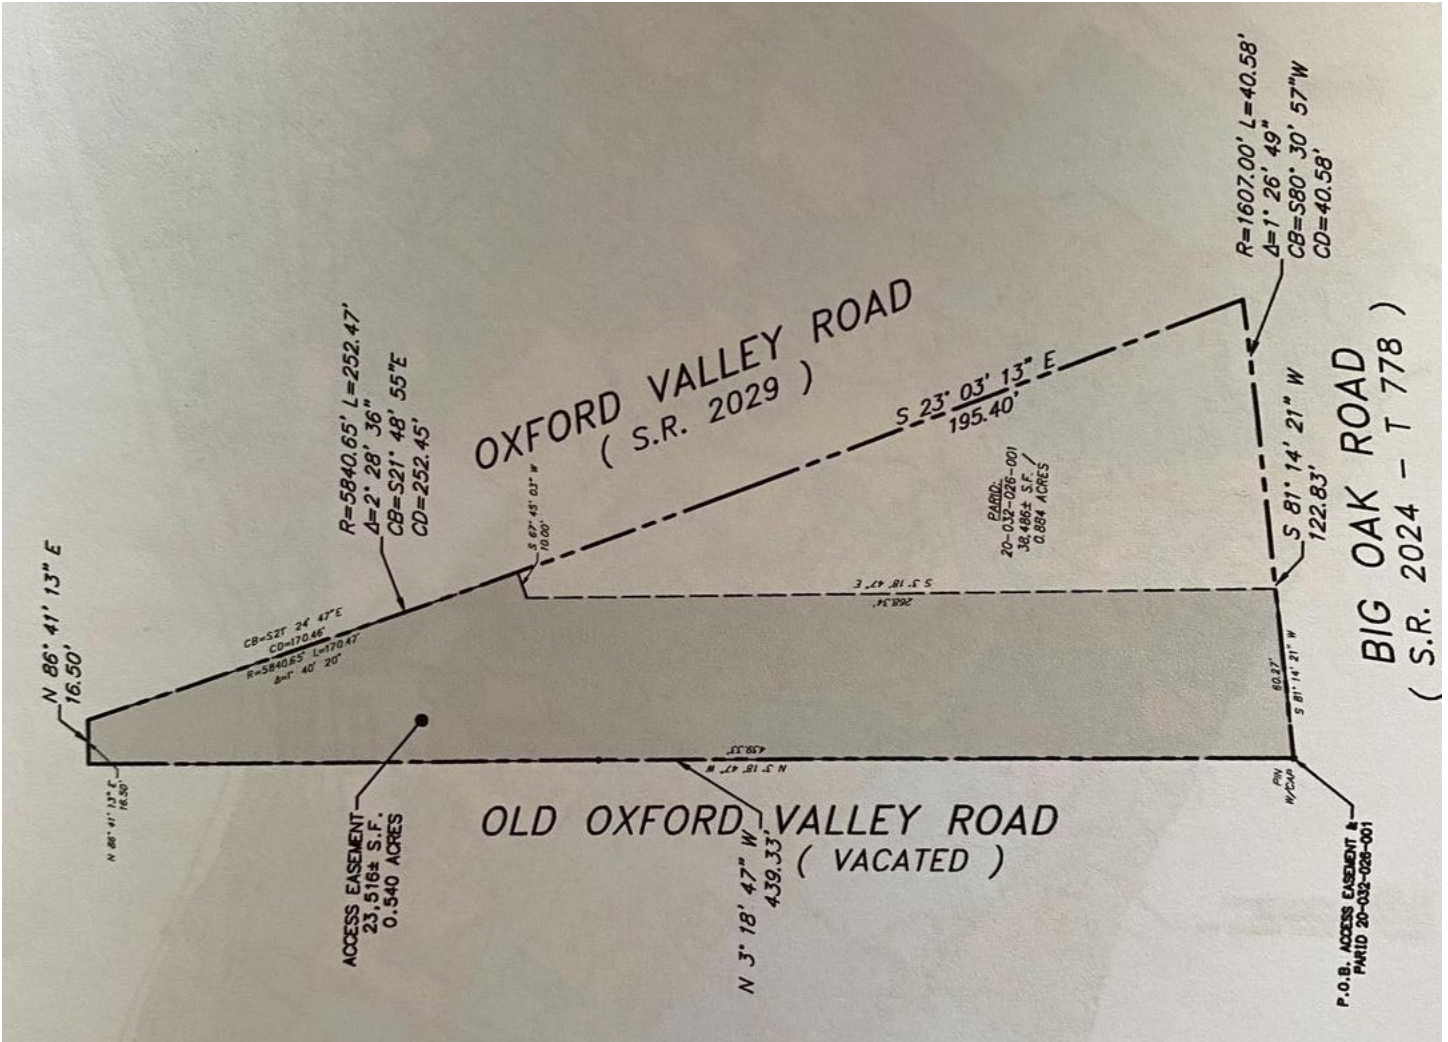 N 86° 41' 13" E
16.50'
N 86° 41' 13" E
16.50'
R=5840.65' L=252.47'
Δ=2° 28' 36"
CB=S21° 48' 55"E
CD=252.45'
CB=S21° 24' 47"E
CD=170.46'
R=5840.65' L=170.47'
Δ=1° 40' 20"
OXFORD VALLEY ROAD
( S.R. 2029 )
S 67° 45' 03" W
10.00'
S 23° 03' 13" E
195.40'
R=1607.00' L=40.58'
Δ=1° 26' 49"
CB=S80° 30' 57"W
CD=40.58'
PARID:
20-032-026-001
38,486± S.F./
0.884 ACRES
S 3° 18' 47" E
268.34'
ACCESS EASEMENT
23,516± S.F.
0.540 ACRES
439.33'
N 3° 18' 47" W
OLD OXFORD VALLEY ROAD
( VACATED )
N 3° 18' 47" W
439.33'
S 81° 14' 21" W
122.83'
60.27'
S 81° 14' 21" W
BIG OAK ROAD
( S.R. 2024 - T 778 )
PIN
W/CAP
P.O.B. ACCESS EASEMENT &
PARID 20-032-026-001